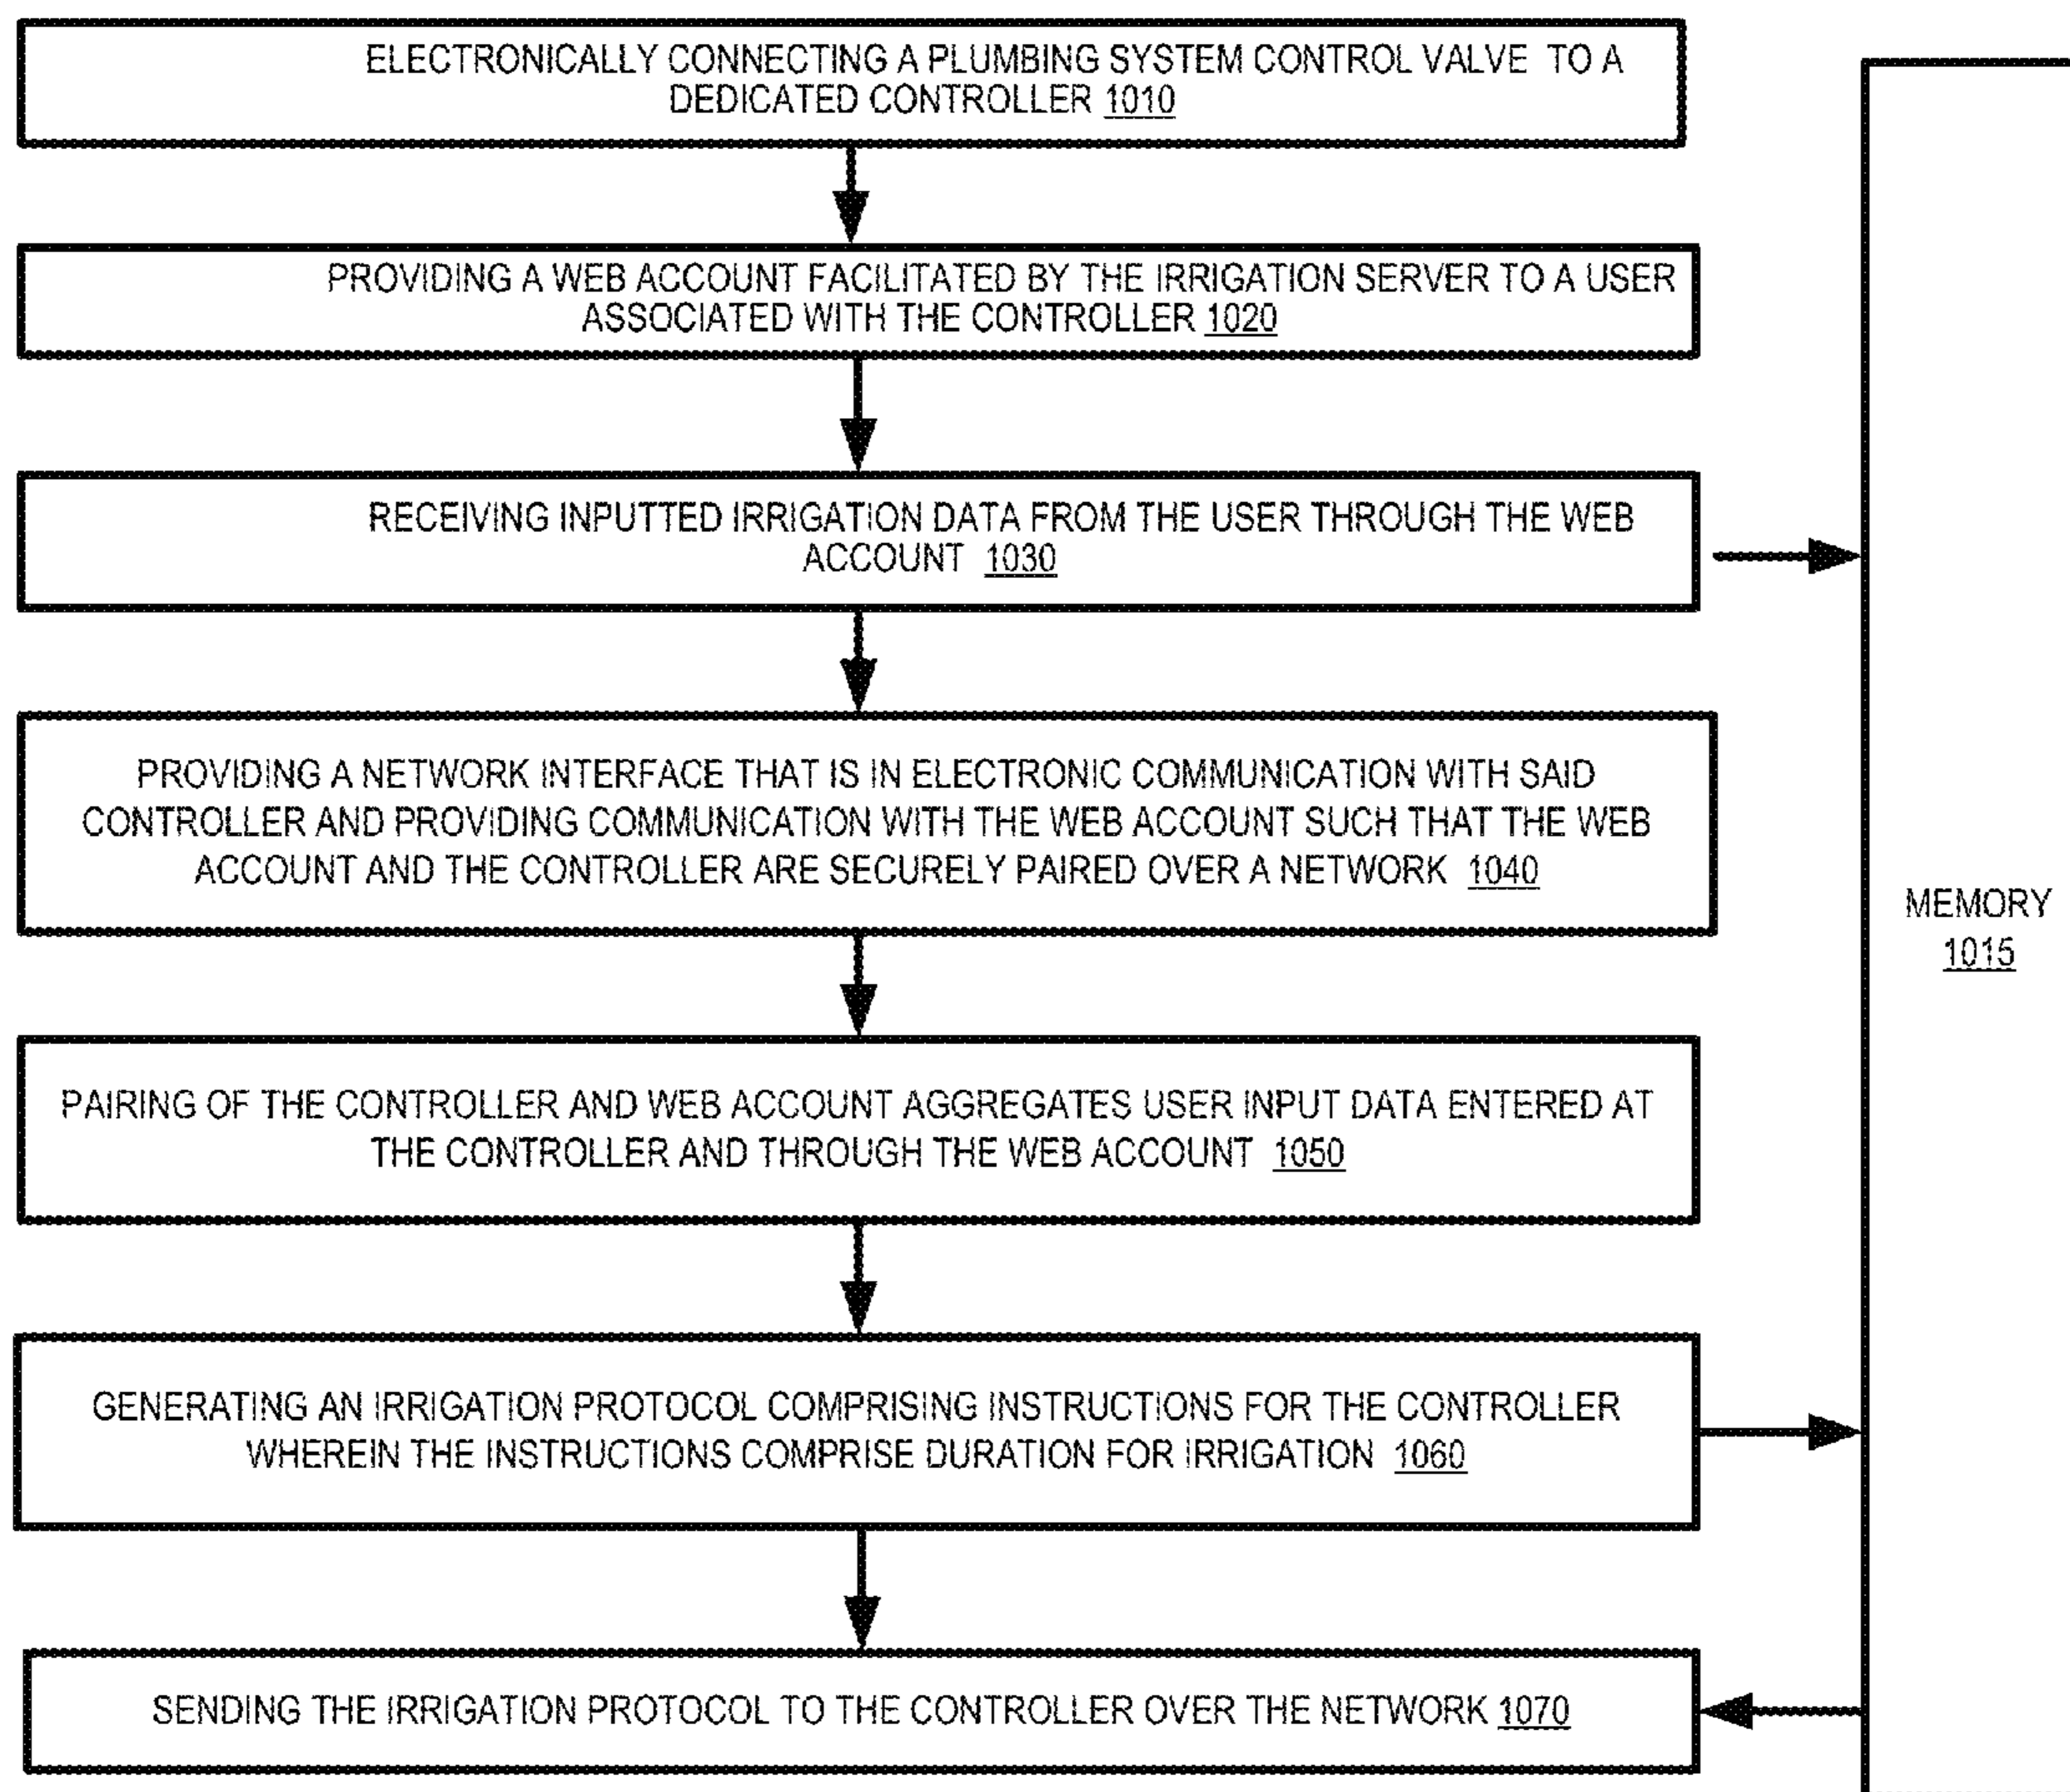 ELECTRONICALLY CONNECTING A PLUMBING SYSTEM CONTROL VALVE TO A
DEDICATED CONTROLLER 1010
PROVIDING A WEB ACCOUNT FACILITATED BY THE IRRIGATION SERVER TO A USER
ASSOCIATED WITH THE CONTROLLER 1020
RECEIVING INPUTTED IRRIGATION DATA FROM THE USER THROUGH THE WEB
ACCOUNT 1030
PROVIDING A NETWORK INTERFACE THAT IS IN ELECTRONIC COMMUNICATION WITH SAID
CONTROLLER AND PROVIDING COMMUNICATION WITH THE WEB ACCOUNT SUCH THAT THE WEB
ACCOUNT AND THE CONTROLLER ARE SECURELY PAIRED OVER A NETWORK 1040
PAIRING OF THE CONTROLLER AND WEB ACCOUNT AGGREGATES USER INPUT DATA ENTERED AT
THE CONTROLLER AND THROUGH THE WEB ACCOUNT 1050
GENERATING AN IRRIGATION PROTOCOL COMPRISING INSTRUCTIONS FOR THE CONTROLLER
WHEREIN THE INSTRUCTIONS COMPRISE DURATION FOR IRRIGATION 1060
SENDING THE IRRIGATION PROTOCOL TO THE CONTROLLER OVER THE NETWORK 1070
MEMORY
1015